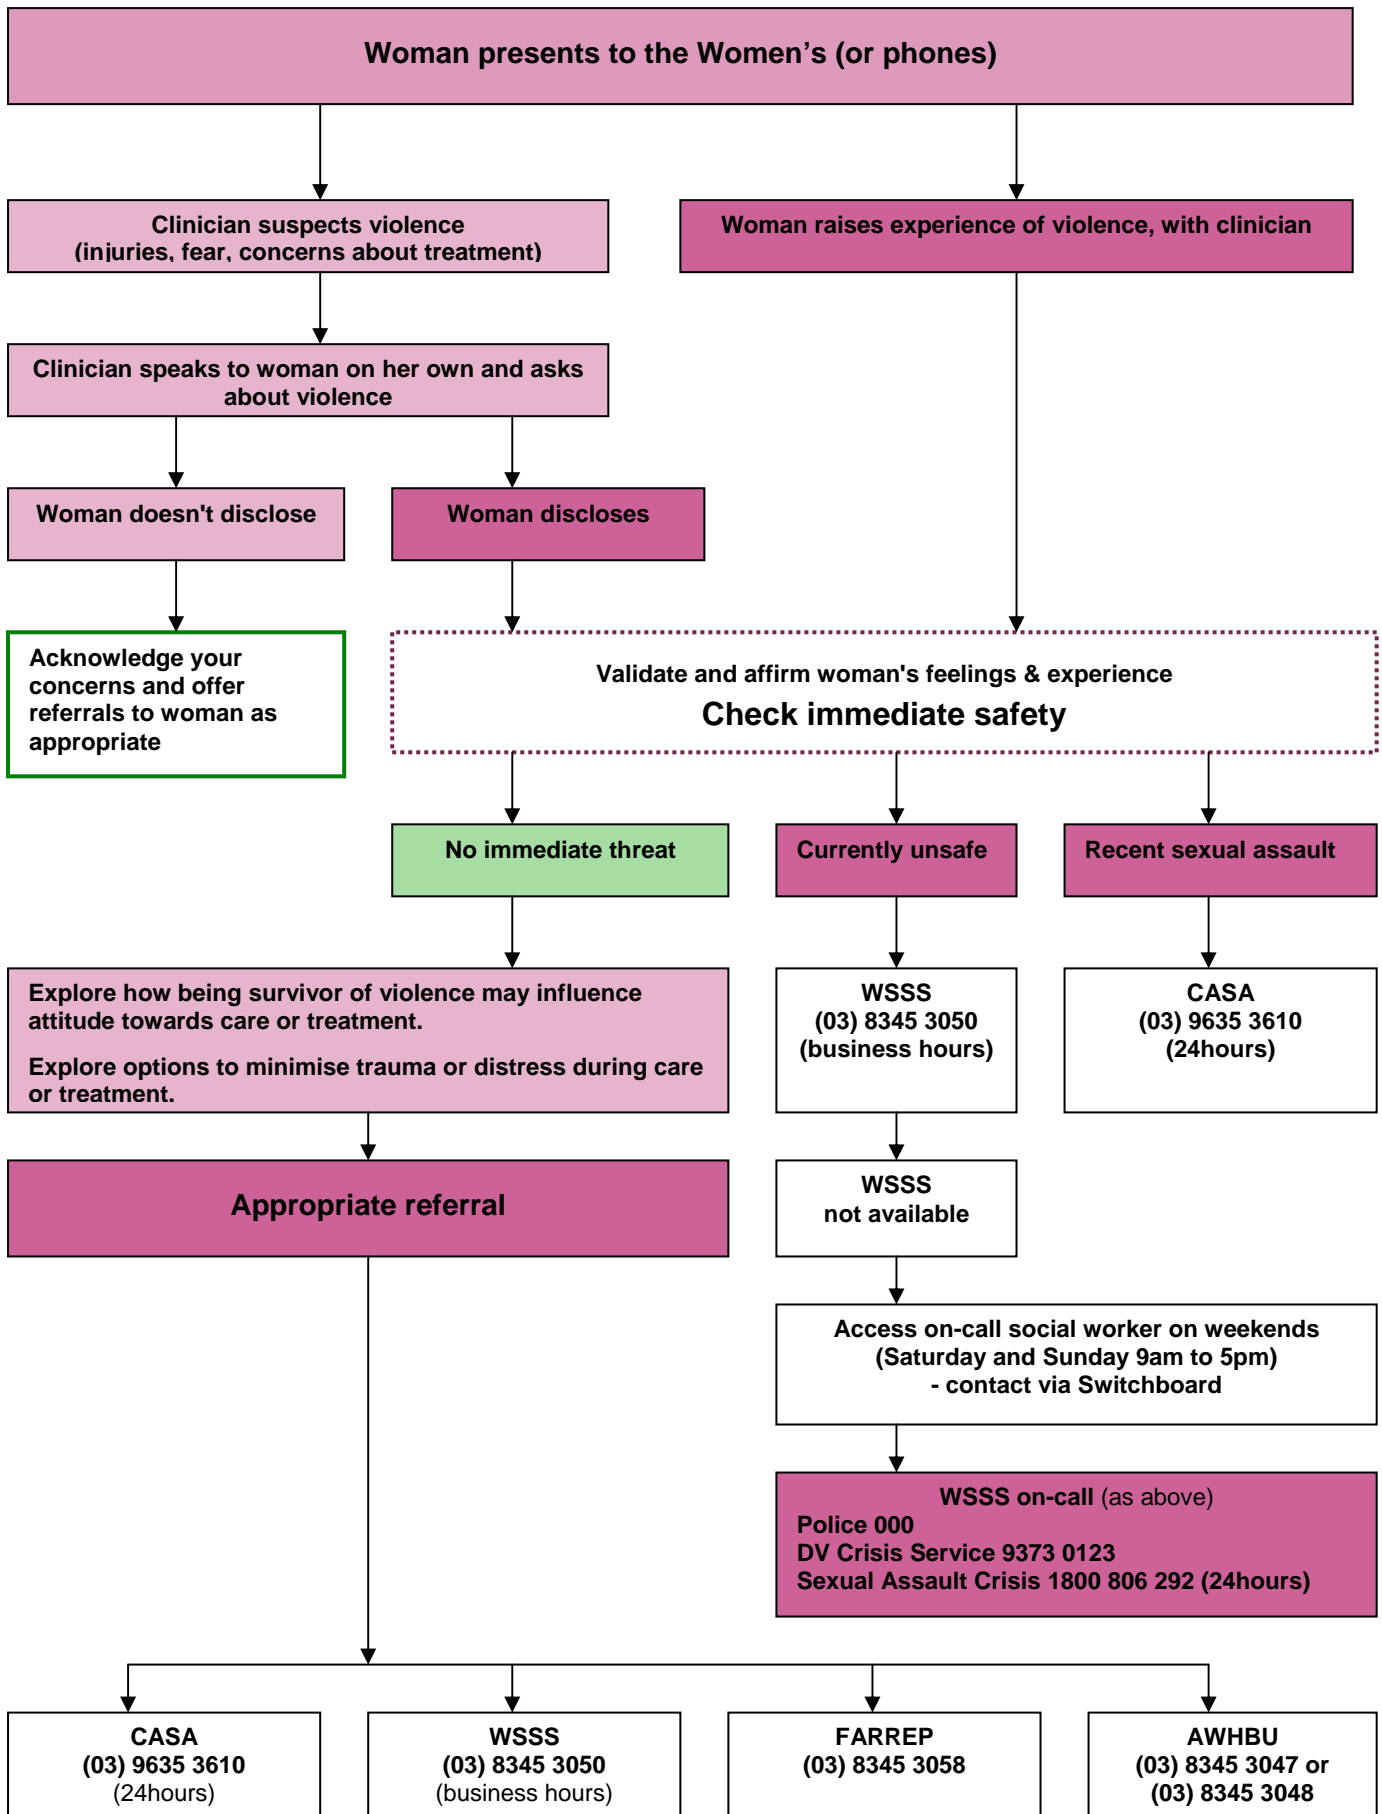 Woman presents to the Women's (or phones)
Clinician suspects violence
(injuries, fear, concerns about treatment)
Woman raises experience of violence, with clinician
Clinician speaks to woman on her own and asks
about violence
Woman doesn't disclose
Woman discloses
Acknowledge your
concerns and offer
referrals to woman as
appropriate
Validate and affirm woman's feelings & experience
Check immediate safety
No immediate threat
Currently unsafe
Recent sexual assault
Explore how being survivor of violence may influence
attitude towards care or treatment.
Explore options to minimise trauma or distress during care
or treatment.
WSSS
(03) 8345 3050
(business hours)
CASA
(03) 9635 3610
(24hours)
Appropriate referral
WSSS
not available
Access on-call social worker on weekends
(Saturday and Sunday 9am to 5pm)
- contact via Switchboard
WSSS on-call (as above)
Police 000
DV Crisis Service 9373 0123
Sexual Assault Crisis 1800 806 292 (24hours)
CASA
(03) 9635 3610
(24hours)
WSSS
(03) 8345 3050
(business hours)
FARREP
(03) 8345 3058
AWHBU
(03) 8345 3047 or
(03) 8345 3048